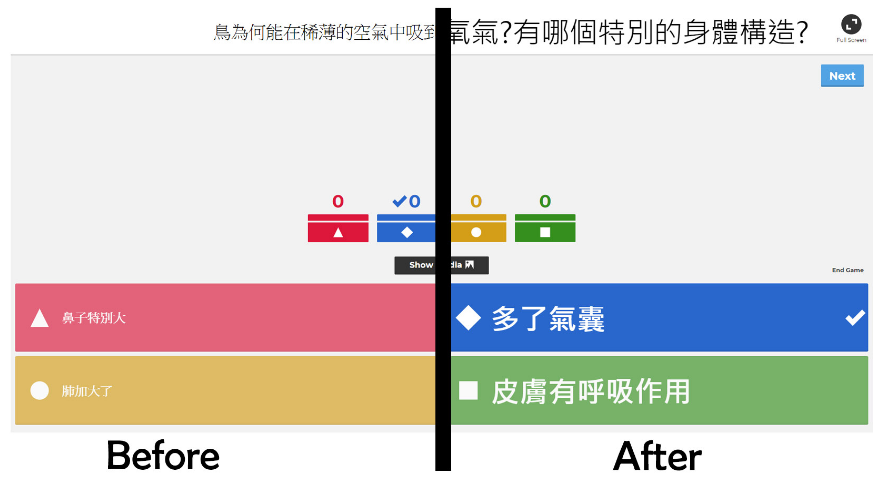 鳥為何能在稀薄的空氣中吸到氧氣?有哪個特別的身體構造?
Full Screen
Next
0
0
0
0
Show dia
End Game
鼻子特別大
多了氣囊
肺加大了
皮膚有呼吸作用
Before
After